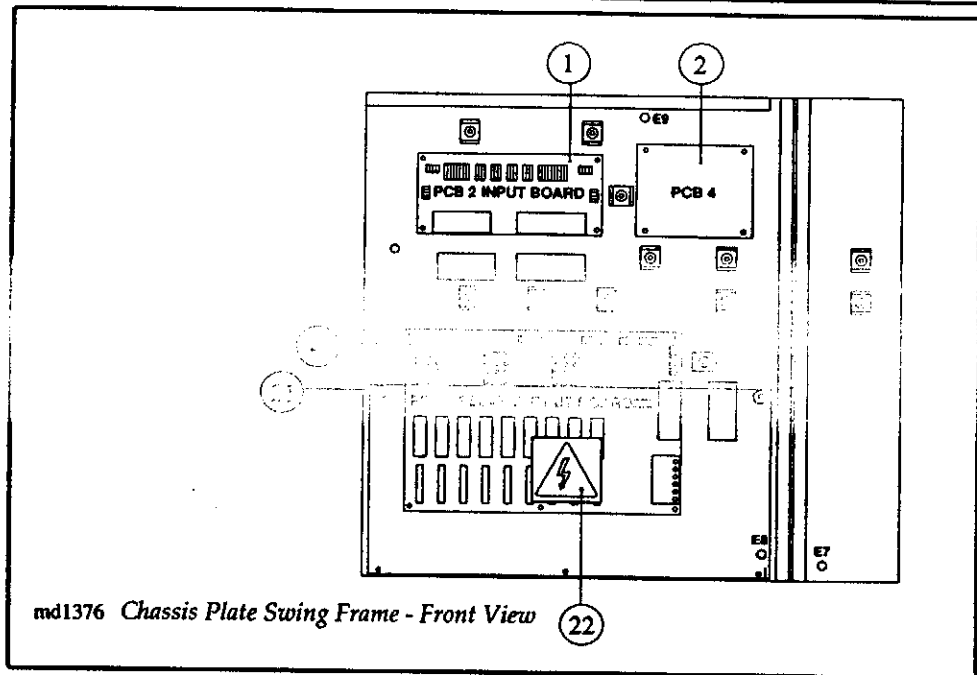 1
2
E9
PCB 2 INPUT BOARD
PCB 4
E8
E7
md1376 Chassis Plate Swing Frame - Front View
22